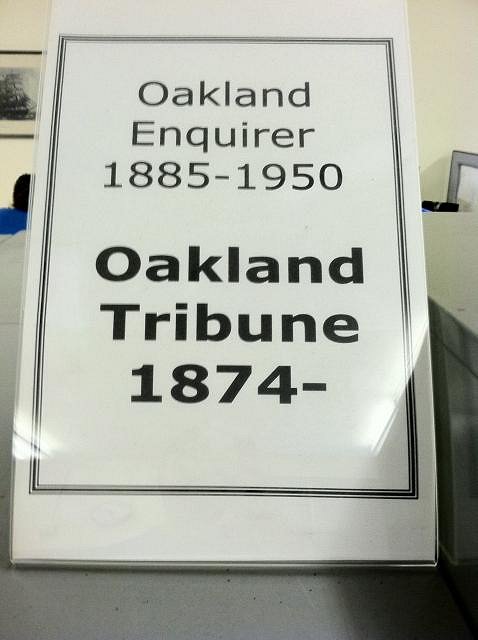 Oakland
Enquirer
1885-1950
Oakland
Tribune
1874-